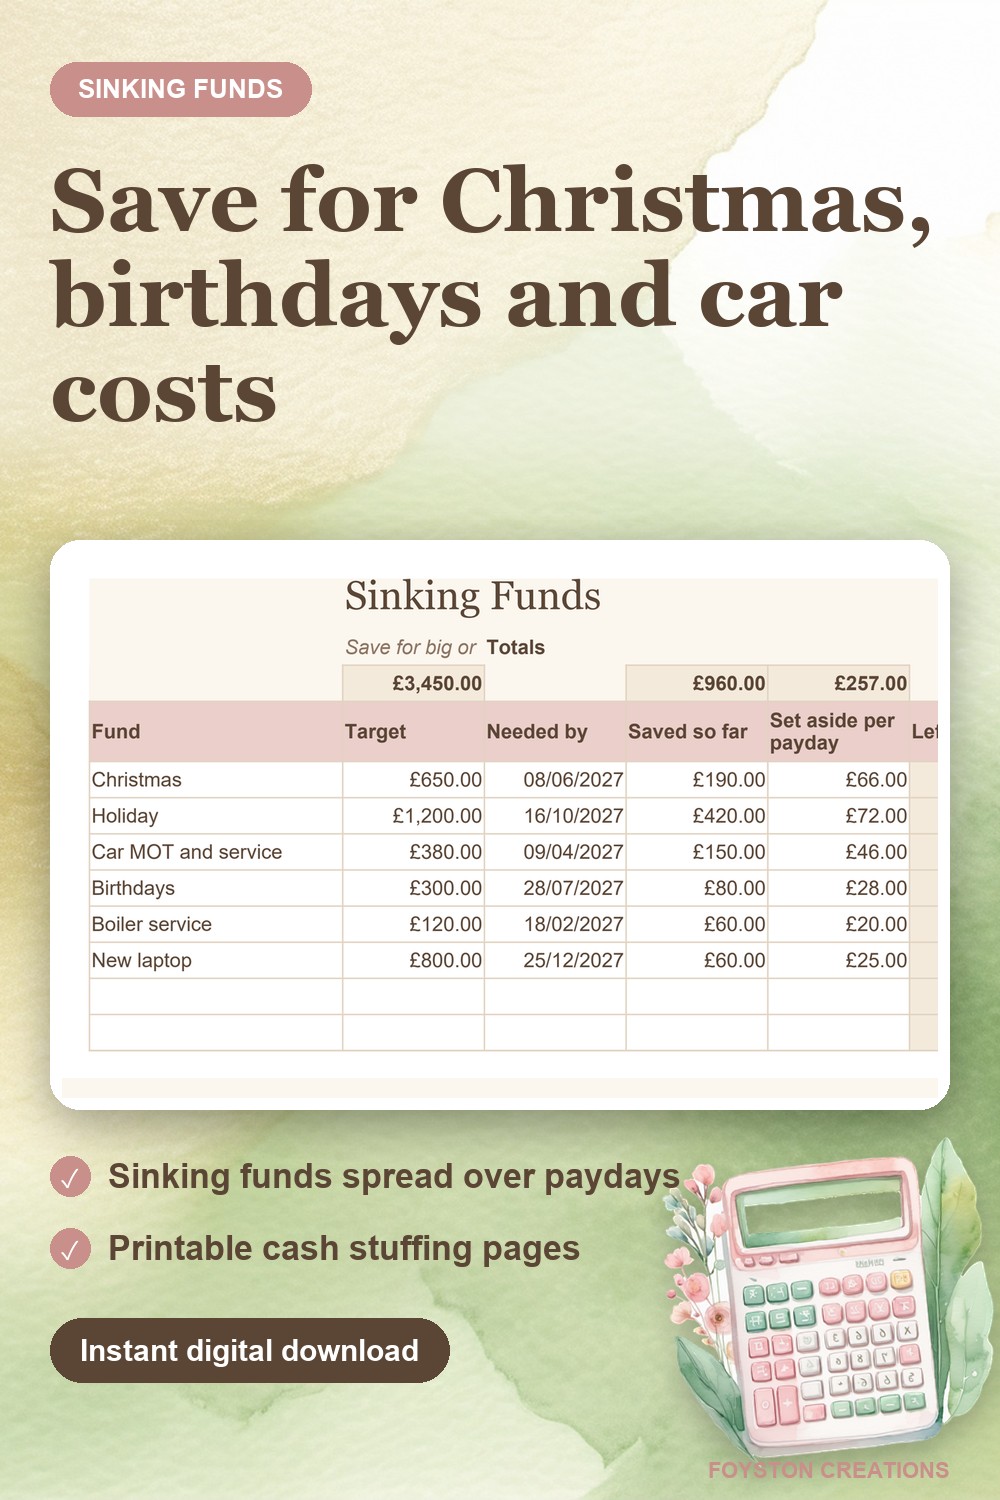 SINKING FUNDS
Save for Christmas,
birthdays and car
costs
Sinking Funds
Save for big or Totals
£3,450.00 £960.00 £257.00
Fund Target Needed by Saved so far Set aside per payday
Christmas £650.00 08/06/2027 £190.00 £66.00
Holiday £1,200.00 16/10/2027 £420.00 £72.00
Car MOT and service £380.00 09/04/2027 £150.00 £46.00
Birthdays £300.00 28/07/2027 £80.00 £28.00
Boiler service £120.00 18/02/2027 £60.00 £20.00
New laptop £800.00 25/12/2027 £60.00 £25.00
Sinking funds spread over paydays
Printable cash stuffing pages
Instant digital download
FOYSTON CREATIONS